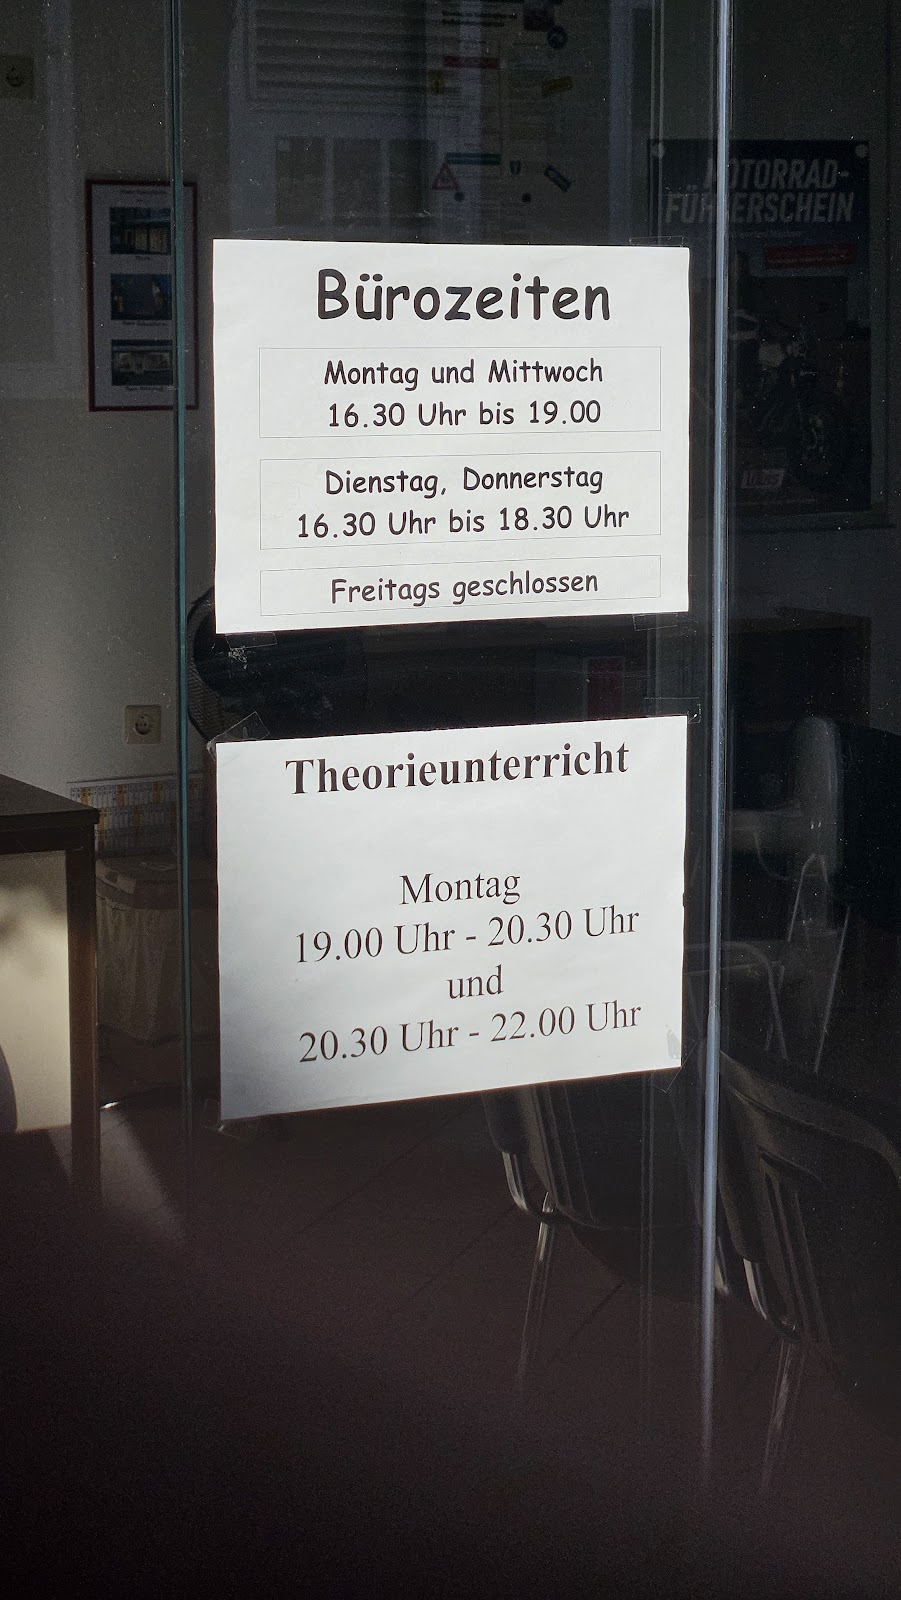 MOTORRAD-
FÜHRERSCHEIN
Bürozeiten
Montag und Mittwoch
16.30 Uhr bis 19.00
Dienstag, Donnerstag
16.30 Uhr bis 18.30 Uhr
Freitags geschlossen
Louis
Theorieunterricht
Montag
19.00 Uhr - 20.30 Uhr
und
20.30 Uhr - 22.00 Uhr